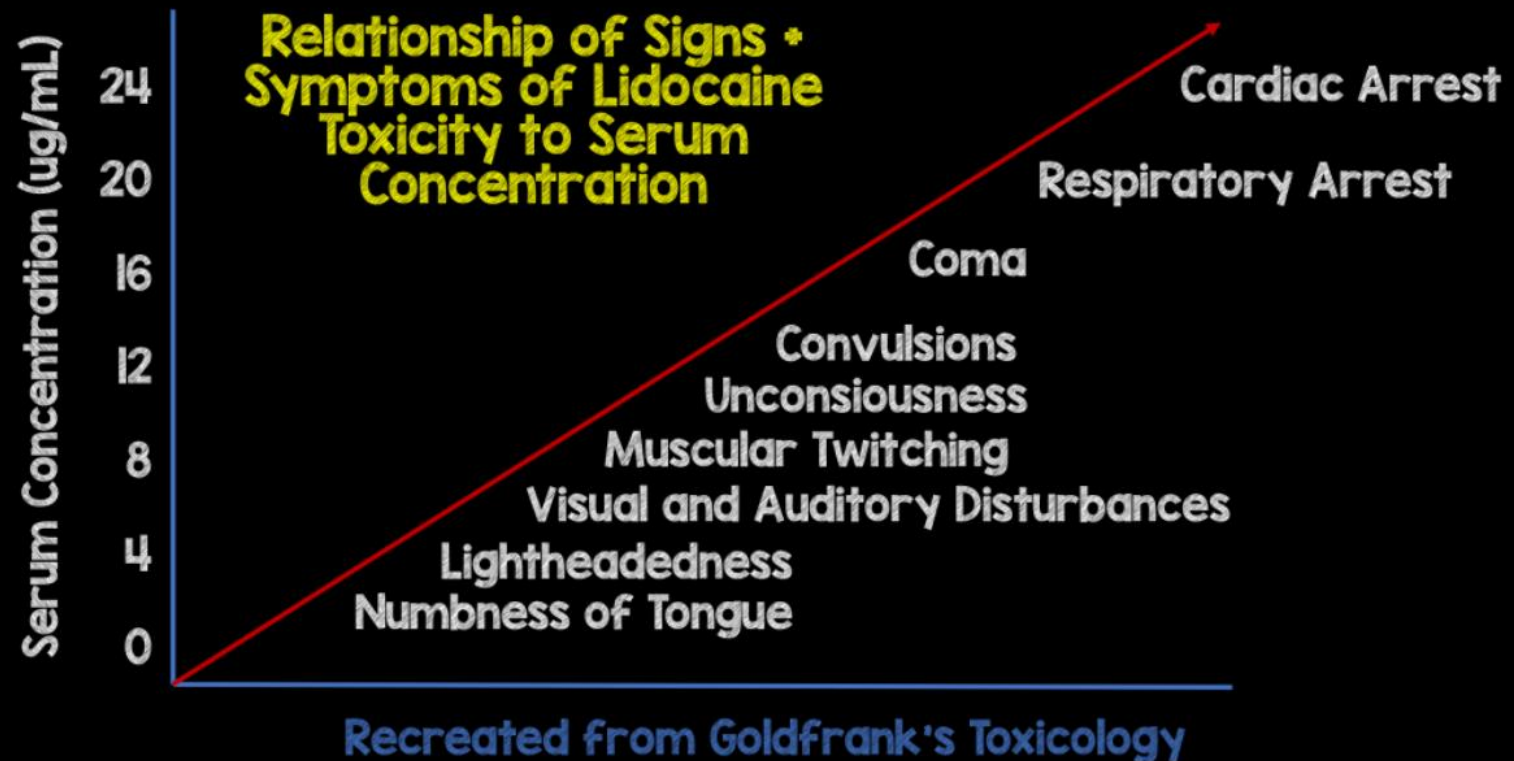 Relationship of Signs +
Symptoms of Lidocaine
Toxicity to Serum
Concentration
Serum Concentration (ug/mL)
24
20
16
12
8
4
0
Cardiac Arrest
Respiratory Arrest
Coma
Convulsions
Unconsiousness
Muscular Twitching
Visual and Auditory Disturbances
Lightheadedness
Numbness of Tongue
Recreated from Goldfrank's Toxicology